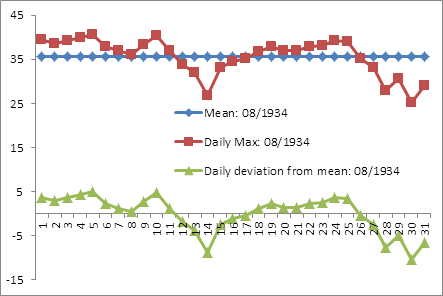 45
35
25
Mean: 08/1934
Daily Max: 08/1934
15
Daily deviation from mean: 08/1934
5
-5
-15
1 2 3 4 5 6 7 8 9 10 11 12 13 14 15 16 17 18 19 20 21 22 23 24 25 26 27 28 29 30 31